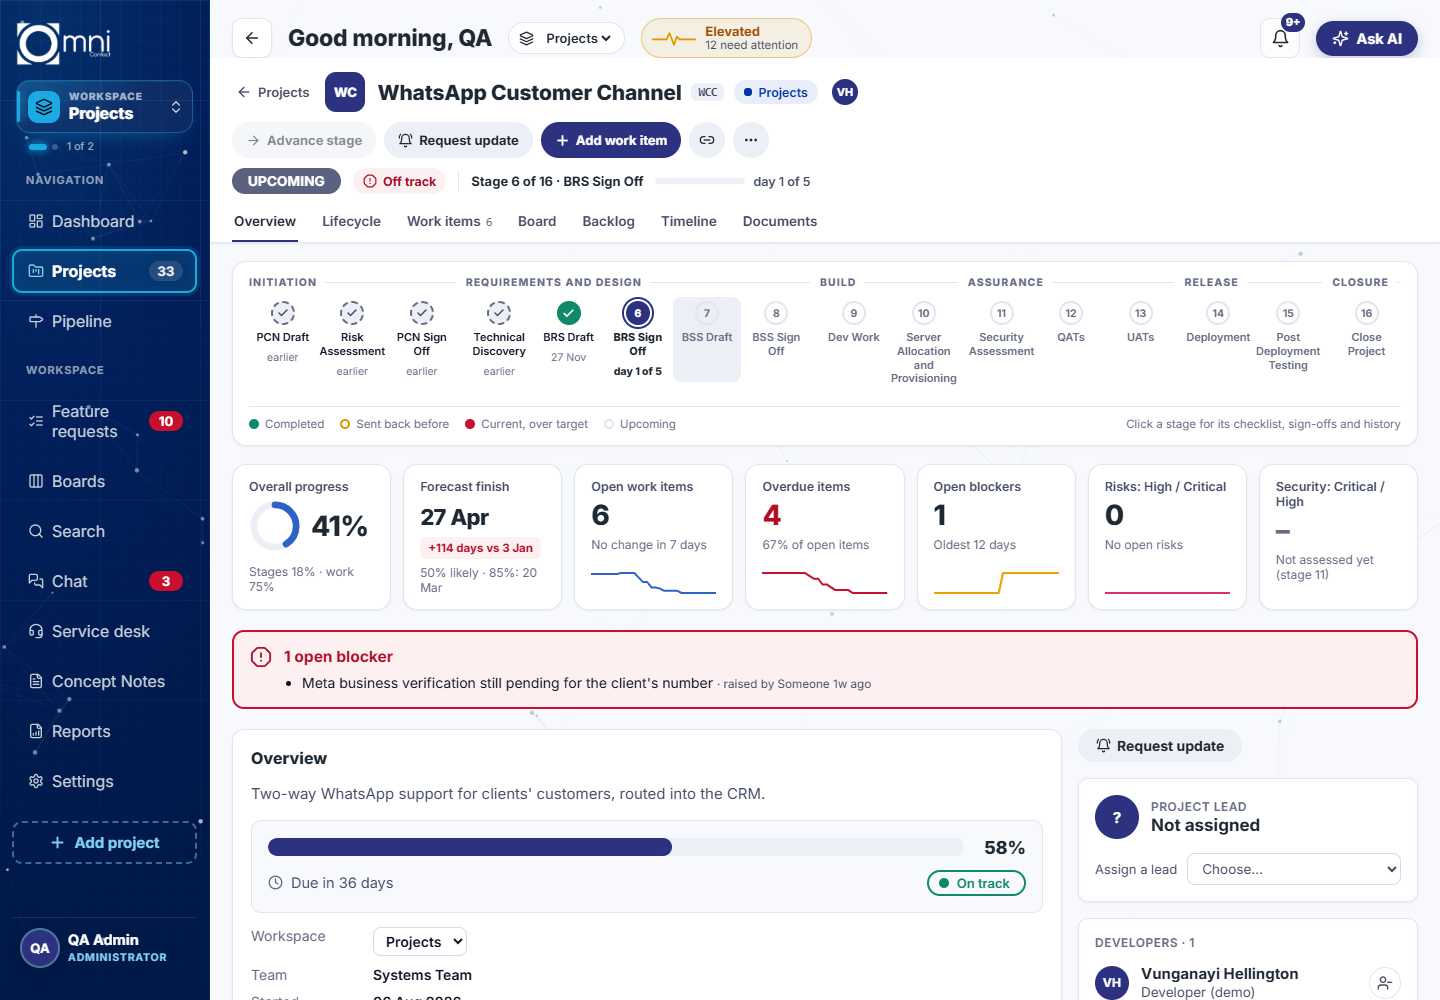 Omni
Contact
WORKSPACE
Projects
1 of 2
NAVIGATION
Dashboard
Projects 33
Pipeline
WORKSPACE
Feature requests 10
Boards
Search
Chat 3
Service desk
Concept Notes
Reports
Settings
+ Add project
QA
QA Admin
ADMINISTRATOR
Good morning, QA
Projects
Elevated
12 need attention
9+
Ask AI
Projects
WC
WhatsApp Customer Channel
WCC
Projects
VH
Advance stage
Request update
+ Add work item
UPCOMING
Off track
Stage 6 of 16 · BRS Sign Off
day 1 of 5
Overview
Lifecycle
Work items 6
Board
Backlog
Timeline
Documents
INITIATION
REQUIREMENTS AND DESIGN
BUILD
ASSURANCE
RELEASE
CLOSURE
PCN Draft
earlier
Risk Assessment
earlier
PCN Sign Off
earlier
Technical Discovery
earlier
BRS Draft
27 Nov
6
BRS Sign Off
day 1 of 5
7
BSS Draft
8
BSS Sign Off
9
Dev Work
10
Server Allocation and Provisioning
11
Security Assessment
12
QATs
13
UATs
14
Deployment
15
Post Deployment Testing
16
Close Project
Completed
Sent back before
Current, over target
Upcoming
Click a stage for its checklist, sign-offs and history
Overall progress
41%
Stages 18% · work 75%
Forecast finish
27 Apr
+114 days vs 3 Jan
50% likely · 85%: 20 Mar
Open work items
6
No change in 7 days
Overdue items
4
67% of open items
Open blockers
1
Oldest 12 days
Risks: High / Critical
0
No open risks
Security: Critical / High
–
Not assessed yet (stage 11)
1 open blocker
• Meta business verification still pending for the client's number · raised by Someone 1w ago
Overview
Two-way WhatsApp support for clients' customers, routed into the CRM.
58%
Due in 36 days
On track
Workspace
Projects
Team
Systems Team
Request update
?
PROJECT LEAD
Not assigned
Assign a lead
Choose...
DEVELOPERS · 1
VH
Vunganayi Hellington
Developer (demo)